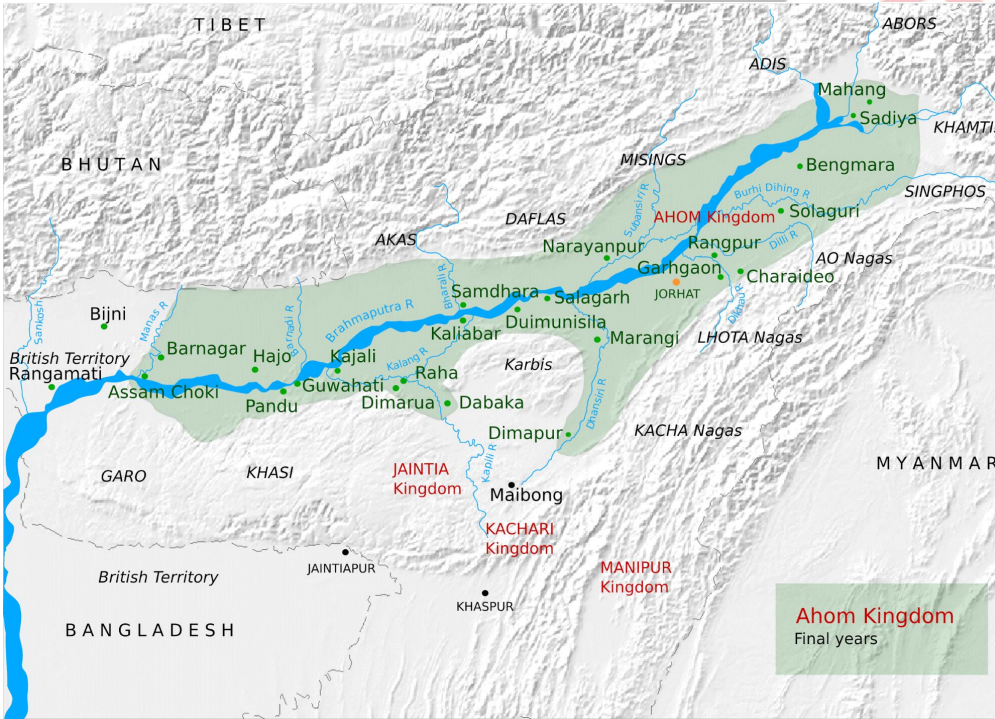 TIBET
ABORS
ADIS
Mahang
Sadiya
KHAMTI
BHUTAN
MISINGS
Bengmara
Burhi Dihing R
SINGPHOS
Subansiri R
DAFLAS
AHOM Kingdom
Solaguri
AKAS
Narayanpur
Rangpur
Dilli R
AO Nagas
Garhgaon
Charaideo
JORHAT
Dikhau R
Sankosh
Manas R
Barnadi R
Bharali R
Samdhara
Salagarh
Bijni
Brahmaputra R
Kaliabar
Duimunisila
Marangi
LHOTA Nagas
British Territory
Rangamati
Barnagar
Hajo
Kajali
Kalang R
Raha
Karbis
Assam Choki
Guwahati
Pandu
Dimarua
Dabaka
Dhansiri R
Dimapur
KACHA Nagas
GARO
KHASI
JAINTIA
Kingdom
Kapili R
MYANMAR
Maibong
KACHARI
Kingdom
JAINTIAPUR
MANIPUR
Kingdom
British Territory
KHASPUR
BANGLADESH
Ahom Kingdom
Final years